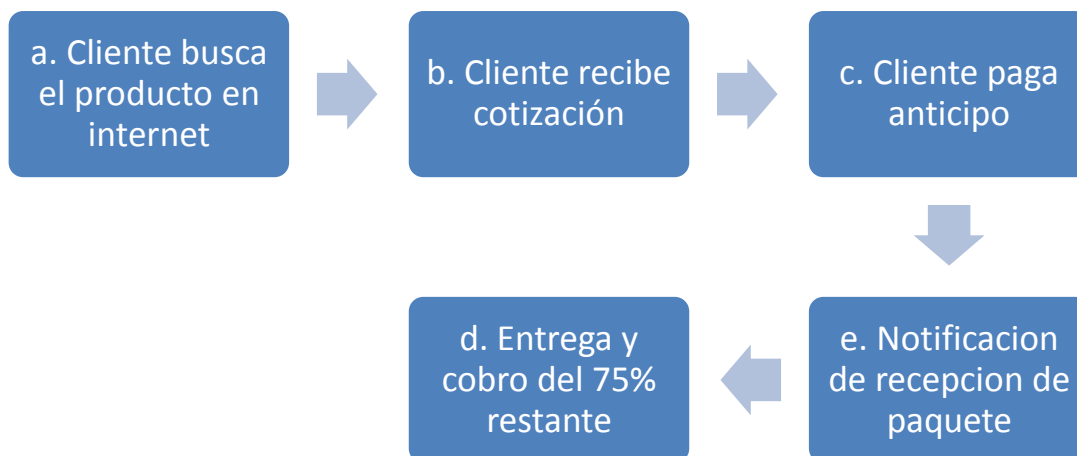 a. Cliente busca
el producto en
internet
b. Cliente recibe
cotización
c. Cliente paga
anticipo
e. Notificacion
de recepcion de
paquete
d. Entrega y
cobro del 75%
restante